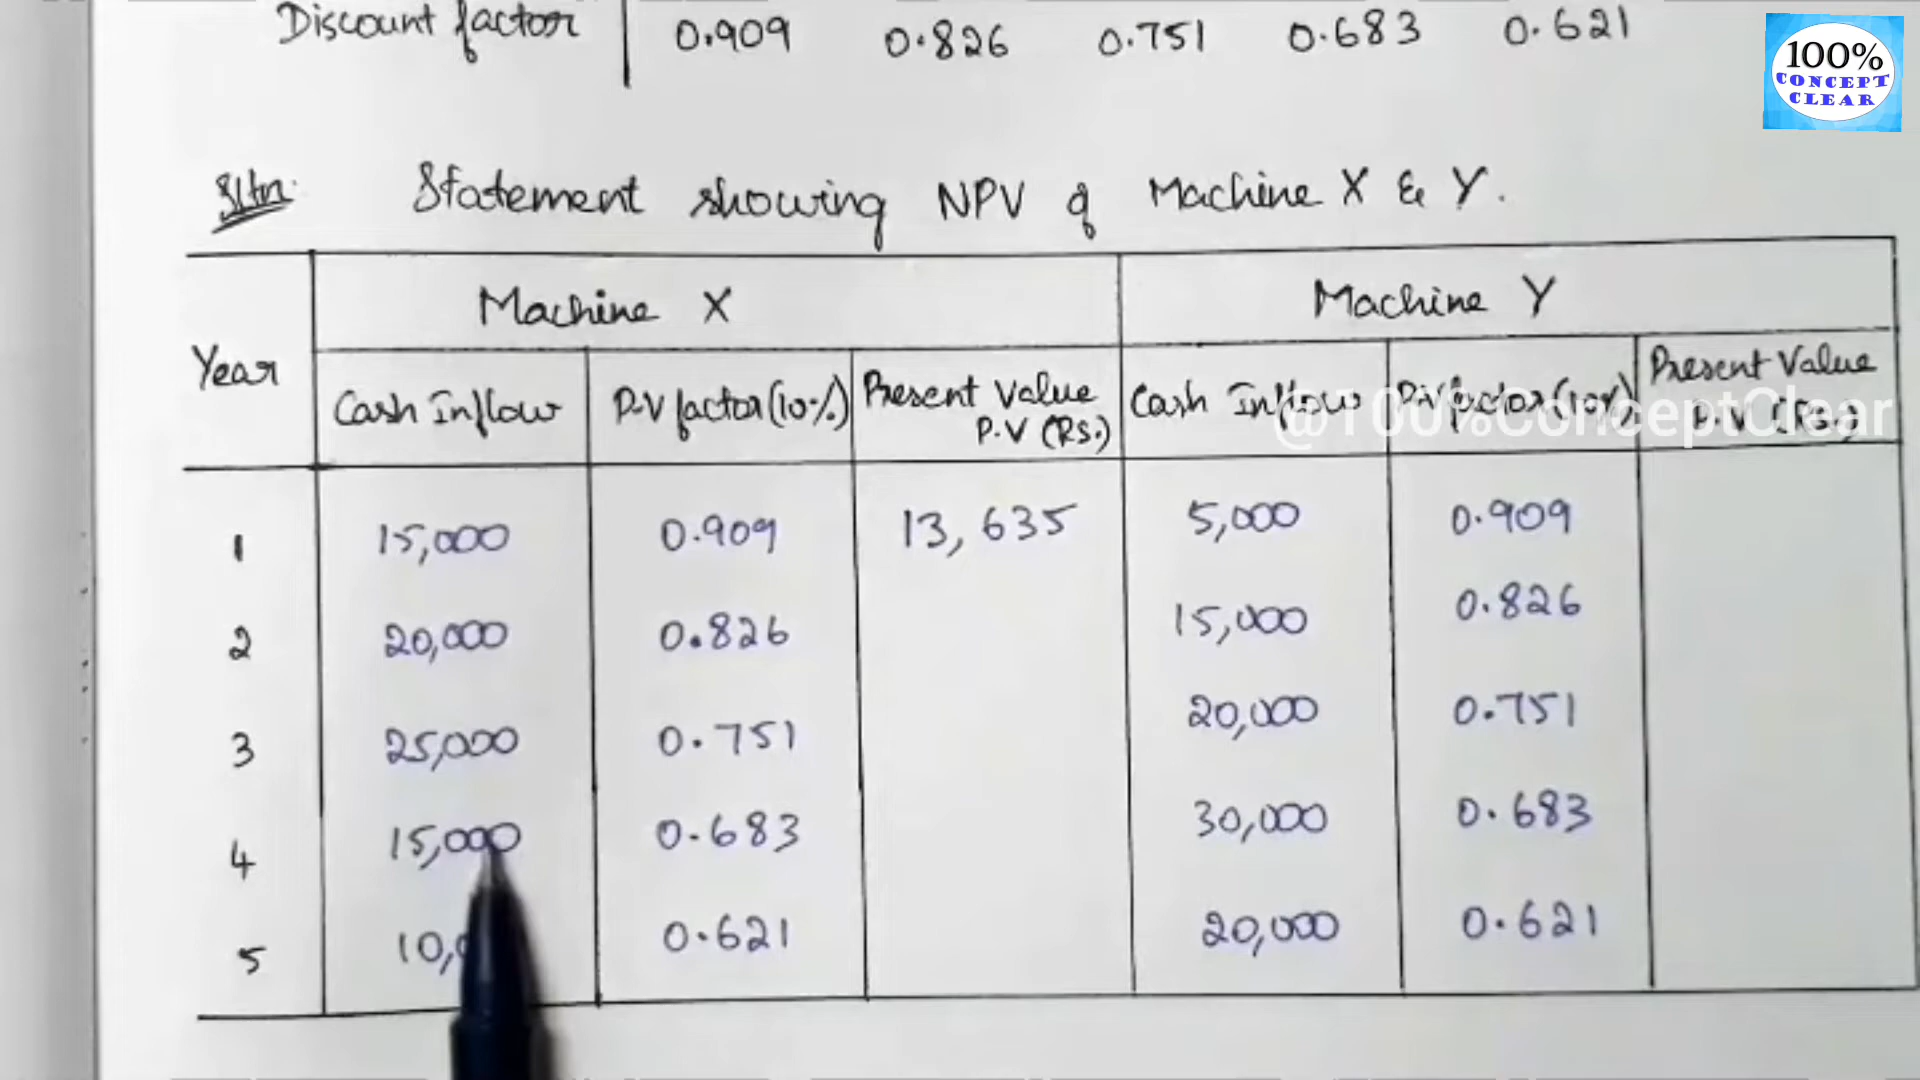 Discount factor 0.909 0.826 0.751 0.683 0.621
100%
CONCEPT
CLEAR
Sltn: Statement showing NPV of Machine X & Y.
Machine X Machine Y
Year Cash Inflow P.V factor (10%) Present Value P.V (Rs.) Cash Inflow P.V factor (10%) Present Value P.V (Rs.)
@100%ConceptClear
1 15,000 0.909 13,635 5,000 0.909
2 20,000 0.826 15,000 0.826
3 25,000 0.751 20,000 0.751
4 15,000 0.683 30,000 0.683
5 0.621 20,000 0.621